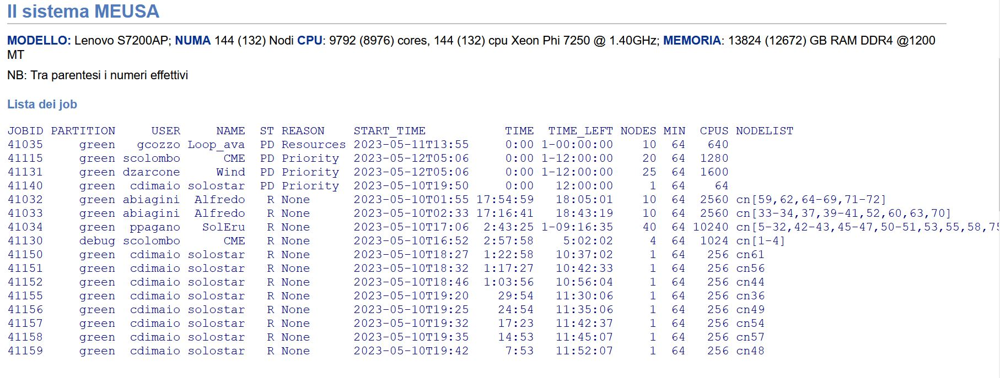 Il sistema MEUSA
MODELLO: Lenovo S7200AP; NUMA 144 (132) Nodi CPU: 9792 (8976) cores, 144 (132) cpu Xeon Phi 7250 @ 1.40GHz; MEMORIA: 13824 (12672) GB RAM DDR4 @1200
MT
NB: Tra parentesi i numeri effettivi
Lista dei job
JOBID PARTITION USER NAME ST REASON START_TIME TIME TIME_LEFT NODES MIN CPUS NODELIST
41035 green gcozzo Loop_ava PD Resources 2023-05-11T13:55 0:00 1-00:00:00 10 64 640
41115 green scolombo CME PD Priority 2023-05-12T05:06 0:00 1-12:00:00 20 64 1280
41131 green dzarcone Wind PD Priority 2023-05-12T05:06 0:00 1-12:00:00 25 64 1600
41140 green cdimaio solostar PD Priority 2023-05-10T19:50 0:00 12:00:00 1 64 64
41032 green abiagini Alfredo R None 2023-05-10T01:55 17:54:59 18:05:01 10 64 2560 cn[59,62,64-69,71-72]
41033 green abiagini Alfredo R None 2023-05-10T02:33 17:16:41 18:43:19 10 64 2560 cn[33-34,37,39-41,52,60,63,70]
41034 green ppagano SolEru R None 2023-05-10T17:06 2:43:25 1-09:16:35 40 64 10240 cn[5-32,42-43,45-47,50-51,53,55,58,75
41130 debug scolombo CME R None 2023-05-10T16:52 2:57:58 5:02:02 4 64 1024 cn[1-4]
41150 green cdimaio solostar R None 2023-05-10T18:27 1:22:58 10:37:02 1 64 256 cn61
41151 green cdimaio solostar R None 2023-05-10T18:32 1:17:27 10:42:33 1 64 256 cn56
41152 green cdimaio solostar R None 2023-05-10T18:46 1:03:56 10:56:04 1 64 256 cn44
41155 green cdimaio solostar R None 2023-05-10T19:20 29:54 11:30:06 1 64 256 cn36
41156 green cdimaio solostar R None 2023-05-10T19:25 24:54 11:35:06 1 64 256 cn49
41157 green cdimaio solostar R None 2023-05-10T19:32 17:23 11:42:37 1 64 256 cn54
41158 green cdimaio solostar R None 2023-05-10T19:35 14:53 11:45:07 1 64 256 cn57
41159 green cdimaio solostar R None 2023-05-10T19:42 7:53 11:52:07 1 64 256 cn48